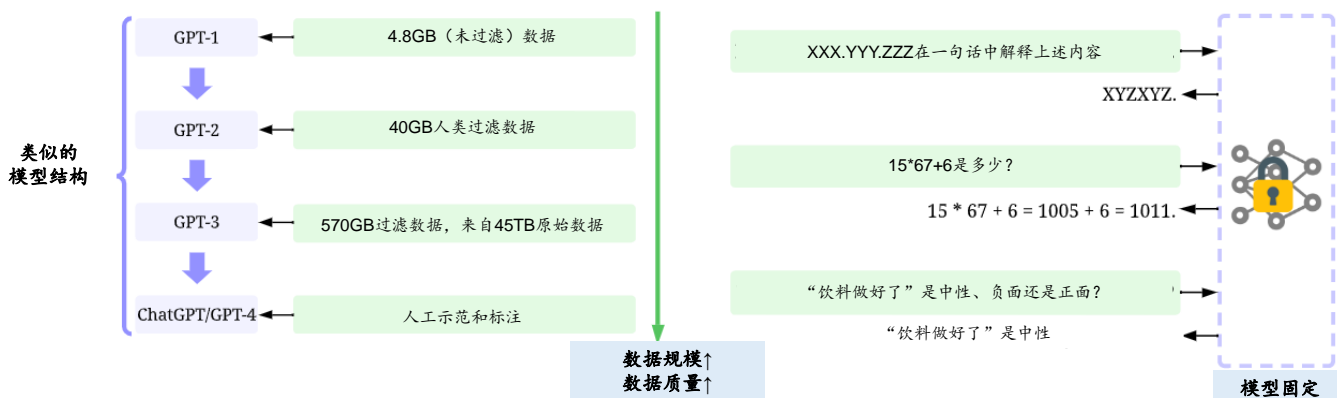 类似的
模型结构
GPT-1
4.8GB（未过滤）数据
GPT-2
40GB人类过滤数据
GPT-3
570GB过滤数据，来自45TB原始数据
ChatGPT/GPT-4
人工示范和标注
数据规模↑
数据质量↑
XXX.YYY.ZZZ在一句话中解释上述内容
XYZXYZ.
15*67+6是多少？
15 * 67 + 6 = 1005 + 6 = 1011.
“饮料做好了”是中性、负面还是正面？
“饮料做好了”是中性
模型固定